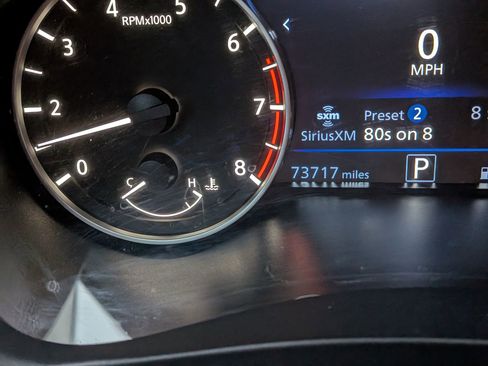 4
5
RPMx1000
3
6
2
7
1
0
8
C
H
0
MPH
sxm
SiriusXM
Preset 2
80s on 8
8
73717 miles
P